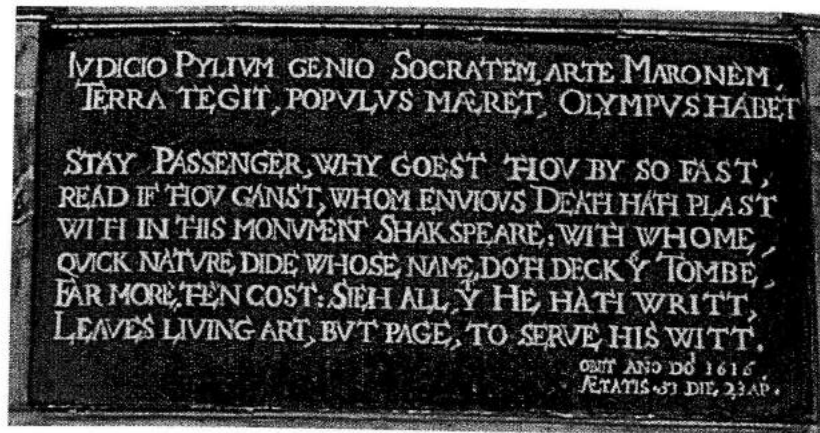 IVDICIO PYLIVM GENIO SOCRATEM, ARTE MARONEM,
TERRA TEGIT, POPVLVS MÆRET, OLYMPVS HABET
STAY PASSENGER, WHY GOEST THOV BY SO FAST,
READ IF THOV CANST, WHOM ENVIOVS DEATH HATH PLAST
WITH IN THIS MONVMENT SHAKSPEARE: WITH WHOME,
QVICK NATVRE DIDE WHOSE NAME, DOTH DECK Yͤ TOMBE,
FAR MORE, THEN COST: SIEH ALL, Yͭ HE HATH WRITT,
LEAVES LIVING ART, BVT PAGE, TO SERVE HIS WITT.
OBIIT ANO DOͥ 1616
ÆTATIS · 53 DIE 23 AP.